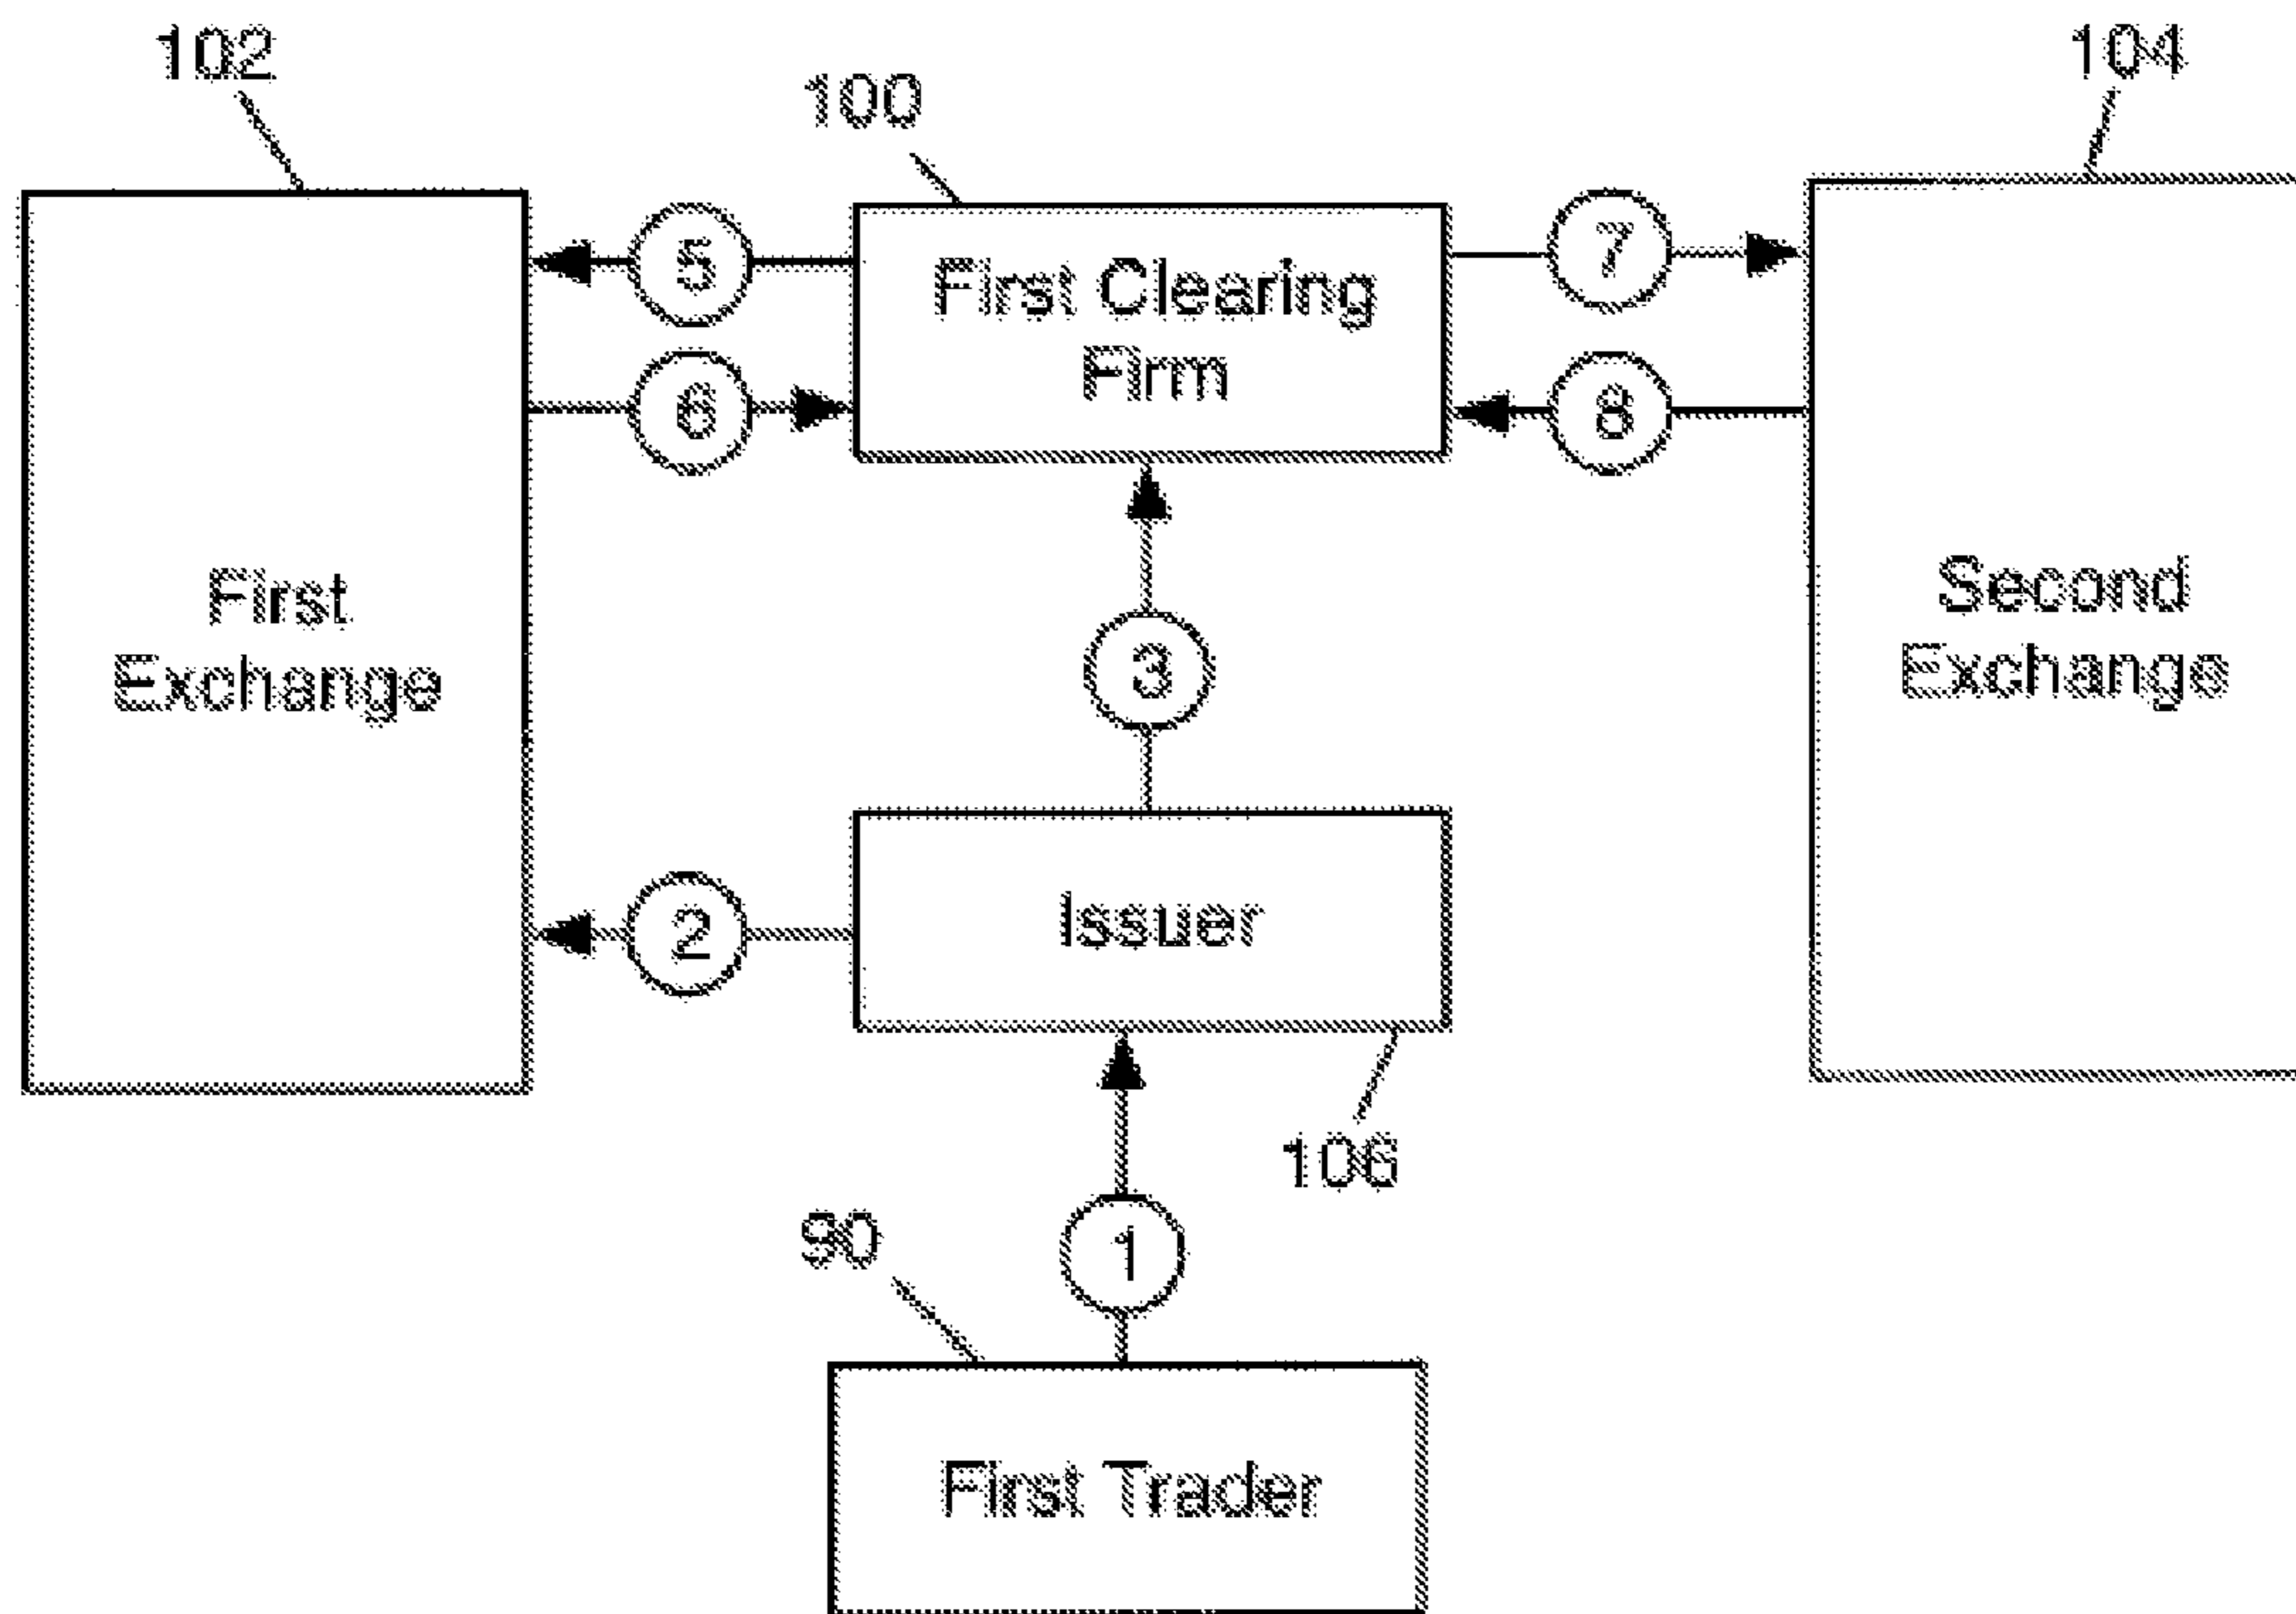 102
104
100
5
7
First Clearing
Firm
6
8
First
Exchange
Second
Exchange
3
2
Issuer
106
90
1
First Trader